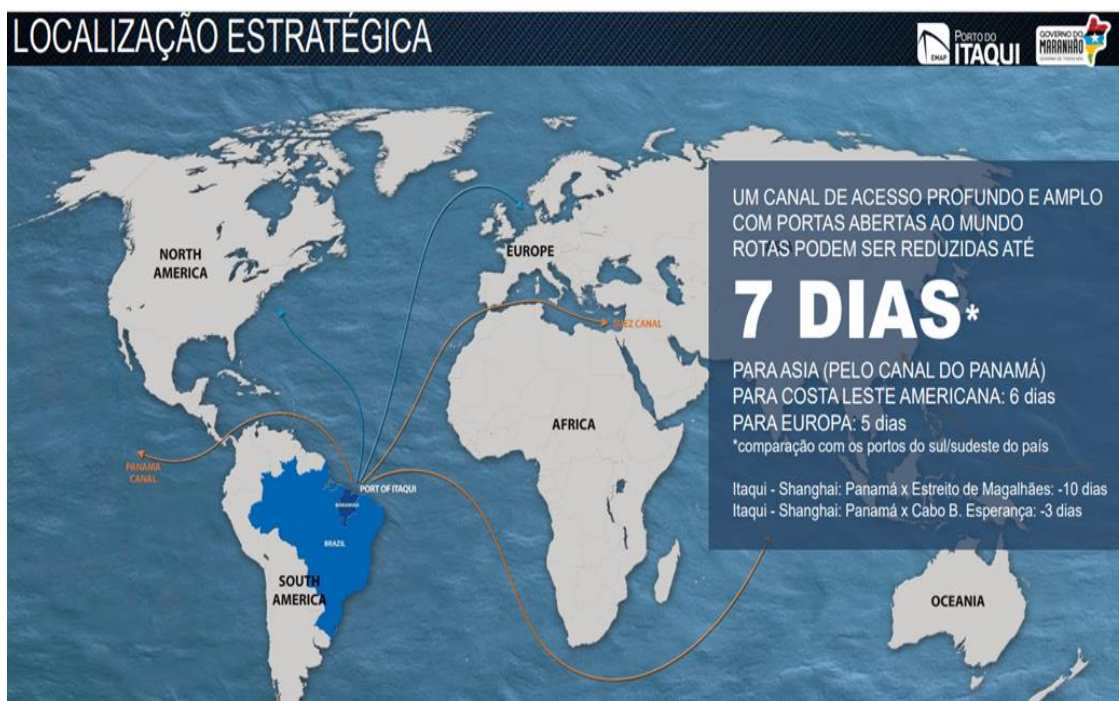 LOCALIZAÇÃO ESTRATÉGICA
EMAP
PORTO DO
ITAQUI
GOVERNO DO
MARANHÃO
UM CANAL DE ACESSO PROFUNDO E AMPLO
COM PORTAS ABERTAS AO MUNDO
ROTAS PODEM SER REDUZIDAS ATÉ
7 DIAS*
PARA ASIA (PELO CANAL DO PANAMÁ)
PARA COSTA LESTE AMERICANA: 6 dias
PARA EUROPA: 5 dias
*comparação com os portos do sul/sudeste do país
Itaqui - Shanghai: Panamá x Estreito de Magalhães: -10 dias
Itaqui - Shanghai: Panamá x Cabo B. Esperança: -3 dias
NORTH
AMERICA
EUROPE
CANAL
AFRICA
PANAMA
CANAL
PORT OF ITAQUI
BRAZIL
SOUTH
AMERICA
OCEANIA